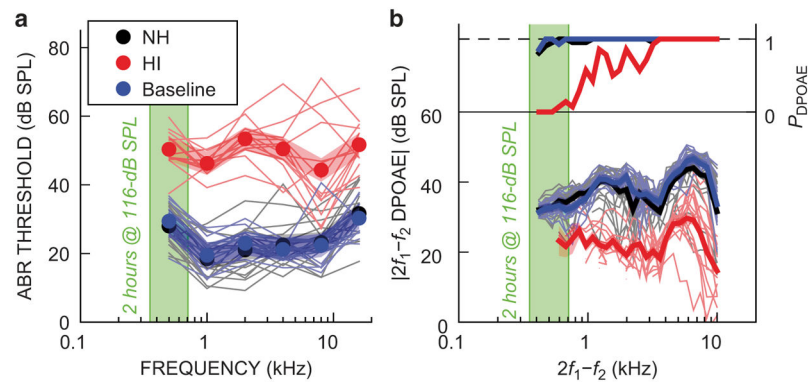 a
ABR THRESHOLD (dB SPL)
80
60
40
20
0
NH
HI
Baseline
2 hours @ 116-dB SPL
0.1
1
10
FREQUENCY (kHz)
b
|2f₁−f₂ DPOAE| (dB SPL)
60
40
20
0
1
0
P_DPOAE
2 hours @ 116-dB SPL
0.1
1
10
2f₁−f₂ (kHz)